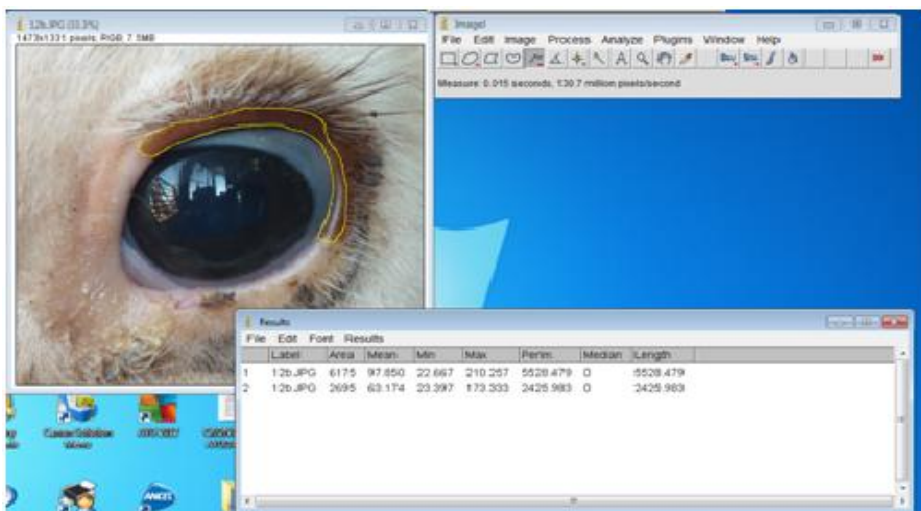 12b.JPG (33.3%)
1473x1331 pixels; RGB; 7.5MB
ImageJ
File Edit Image Process Analyze Plugins Window Help
Measure: 0.015 seconds, 130.7 million pixels/second
Results
File Edit Font Results
Label Area Mean Min Max Perim. Median Length
1 12b.JPG 6175 97.850 22.667 210.257 5528.479 0 5528.479
2 12b.JPG 2695 63.174 23.397 173.333 2425.983 0 2425.983